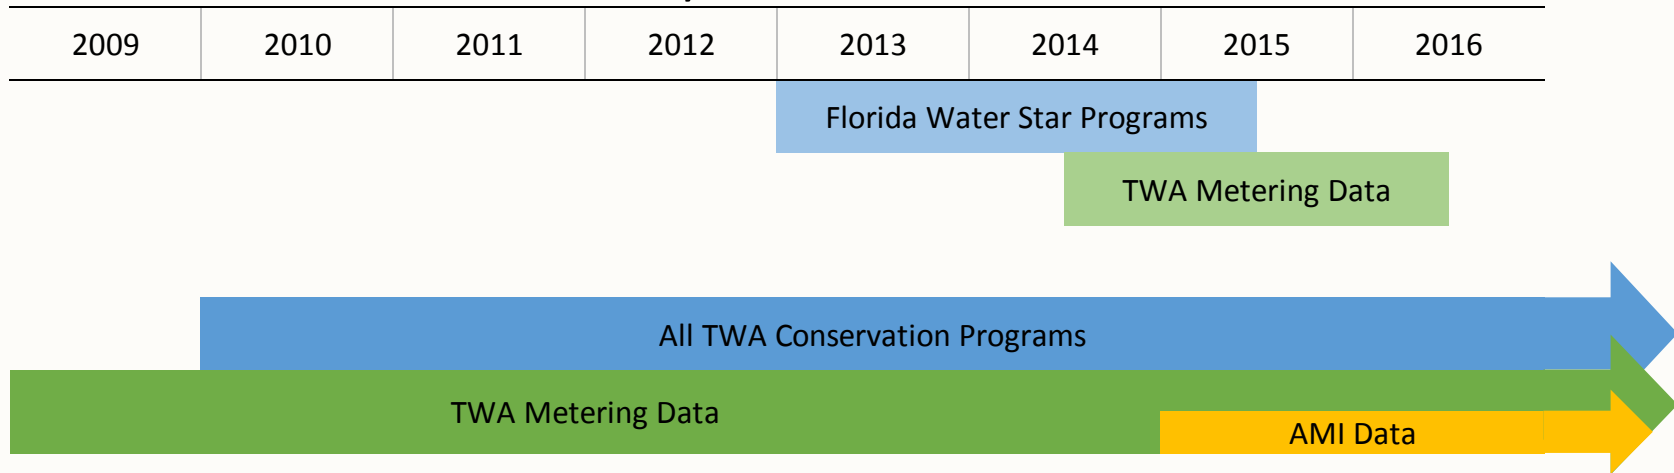 2009 2010 2011 2012 2013 2014 2015 2016
Florida Water Star Programs
TWA Metering Data
All TWA Conservation Programs
TWA Metering Data
AMI Data